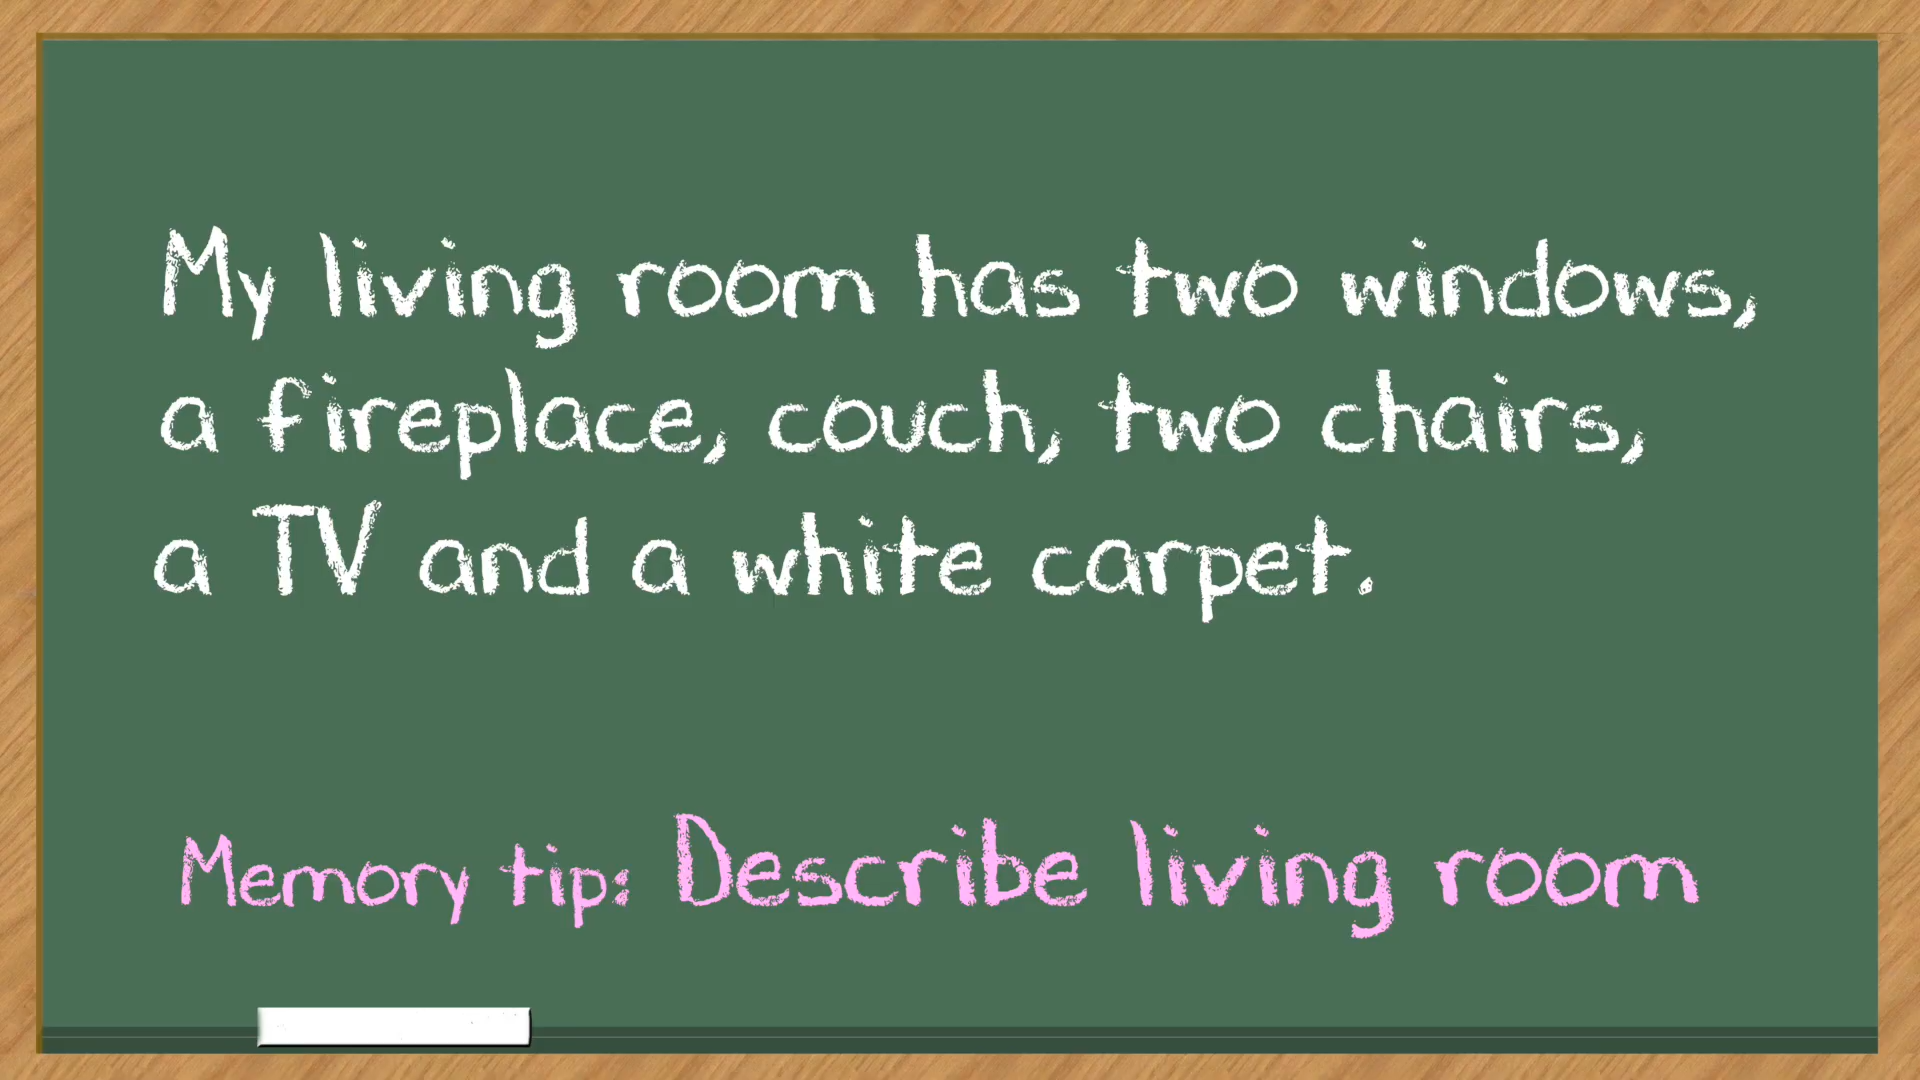 My living room has two windows,
a fireplace, couch, two chairs,
a TV and a white carpet.
Memory tip: Describe living room